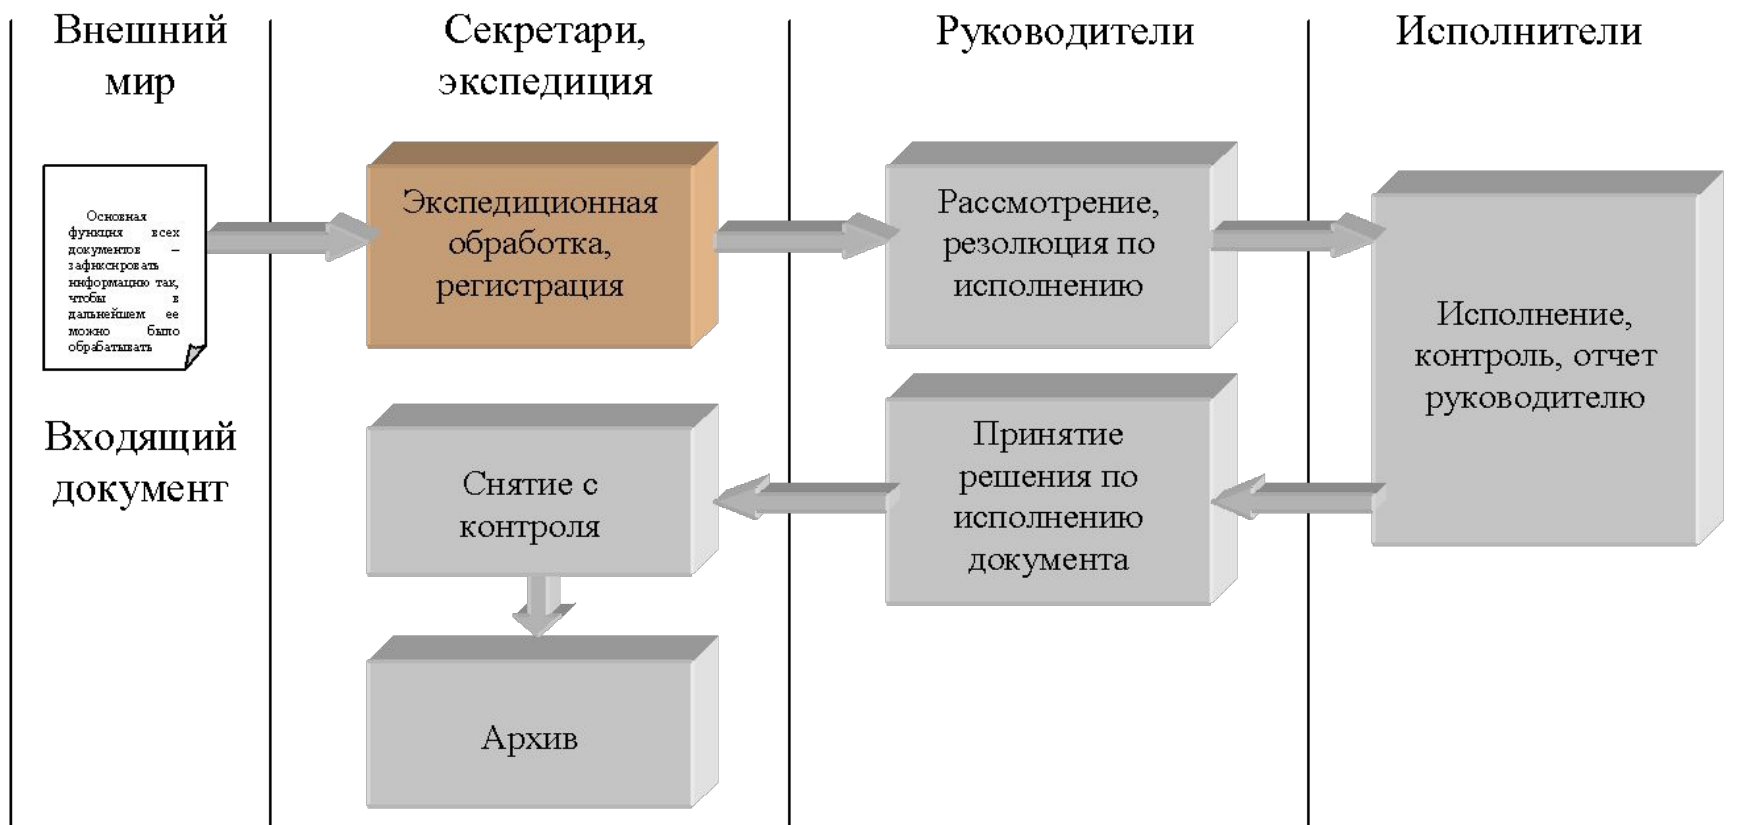 Внешний
мир
Секретари,
экспедиция
Руководители
Исполнители
Основная
функция всех
документов –
зафиксировать
информацию так,
чтобы в
дальнейшем ее
можно было
обрабатывать
Входящий
документ
Экспедиционная
обработка,
регистрация
Рассмотрение,
резолюция по
исполнению
Исполнение,
контроль, отчет
руководителю
Принятие
решения по
исполнению
документа
Снятие с
контроля
Архив